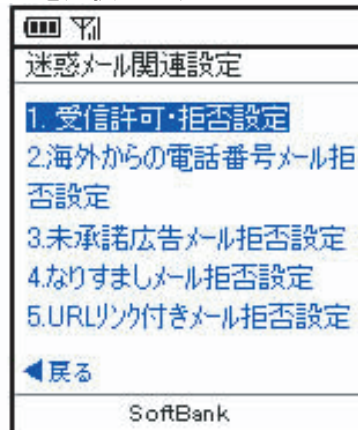 迷惑メール関連設定
1. 受信許可・拒否設定
2.海外からの電話番号メール拒
否設定
3.未承諾広告メール拒否設定
4.なりすましメール拒否設定
5.URLリンク付きメール拒否設定
◀戻る
SoftBank